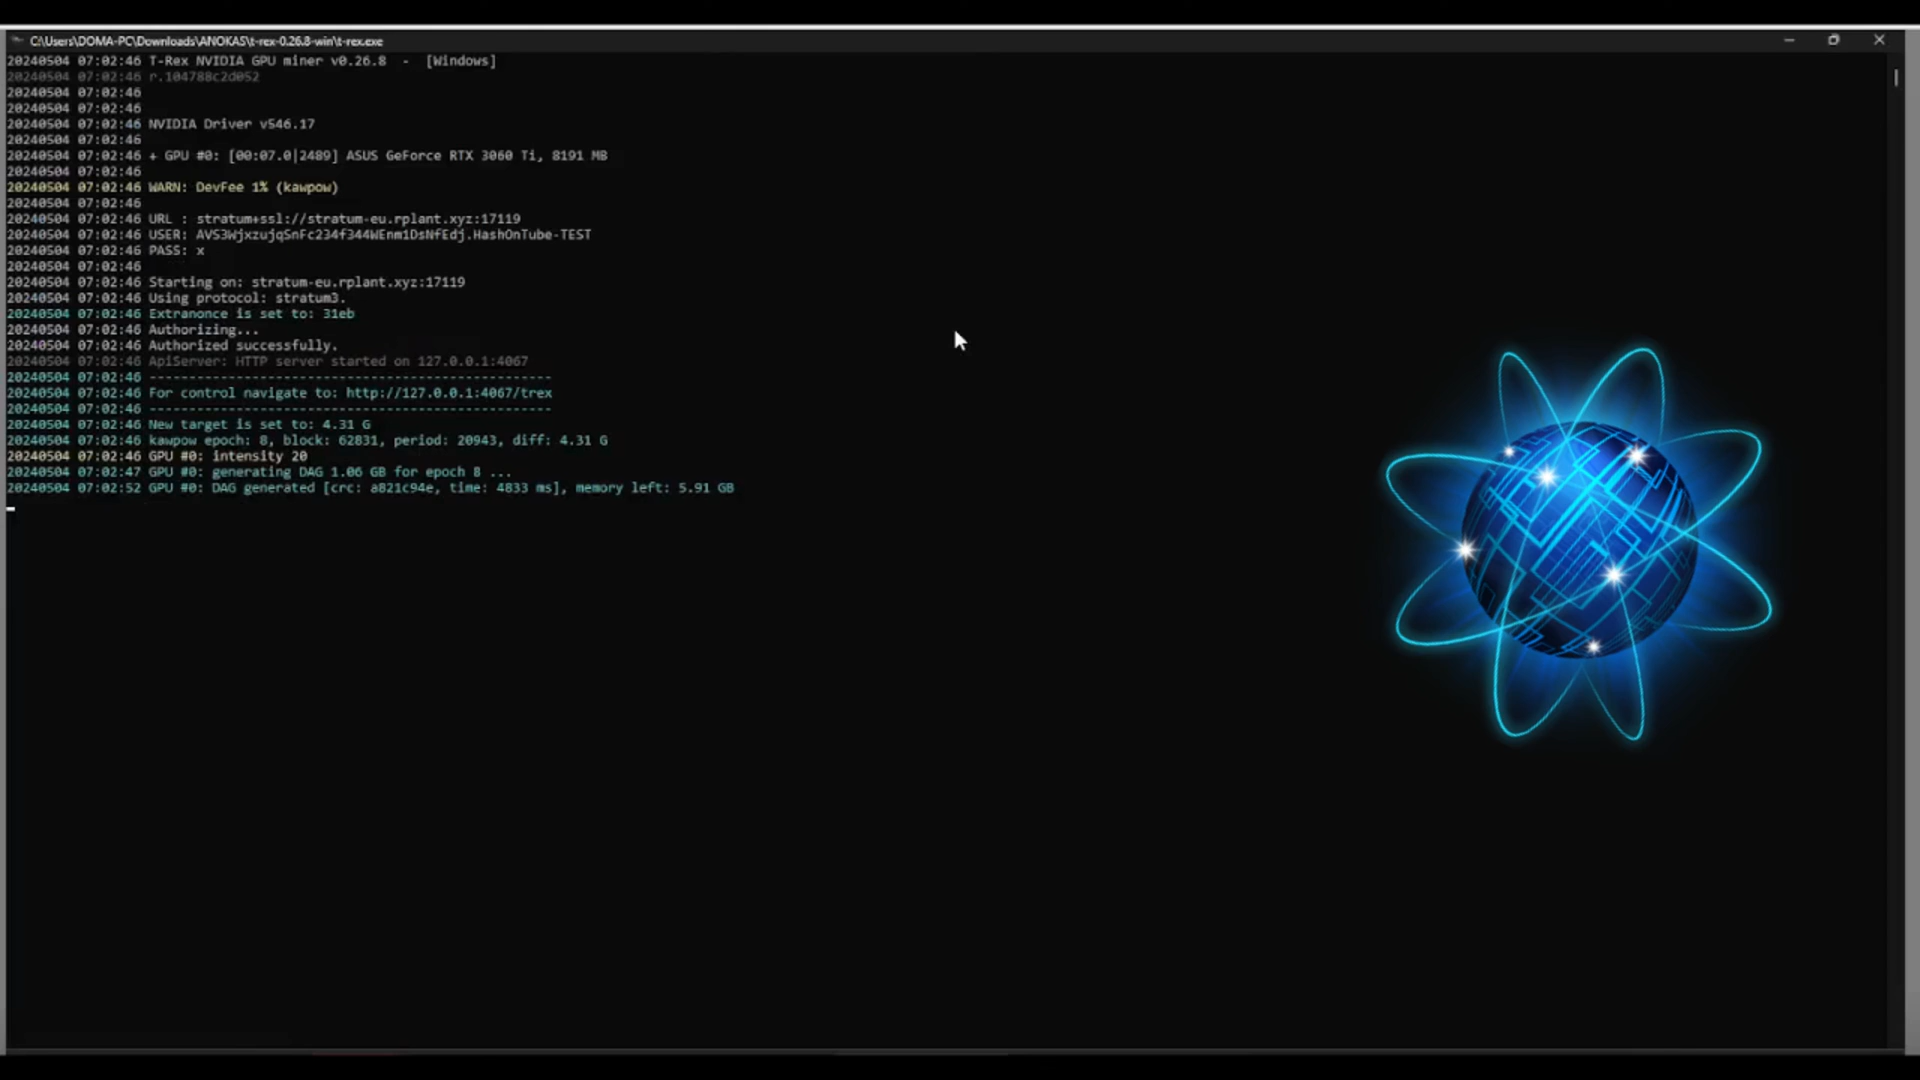 C:\Users\DOMA-PC\Downloads\ANOKAS\t-rex-0.26.8-win\t-rex.exe
20240504 07:02:46 T-Rex NVIDIA GPU miner v0.26.8 - [Windows]
20240504 07:02:46 r.104788c2d052
20240504 07:02:46
20240504 07:02:46
20240504 07:02:46 NVIDIA Driver v546.17
20240504 07:02:46
20240504 07:02:46 + GPU #0: [00:07.0|2489] ASUS GeForce RTX 3060 Ti, 8191 MB
20240504 07:02:46
20240504 07:02:46 WARN: DevFee 1% (kawpow)
20240504 07:02:46
20240504 07:02:46 URL : stratum+ssl://stratum-eu.rplant.xyz:17119
20240504 07:02:46 USER: AVS3WjxzujqSnFc234f344WEnm1DsNfEdj.HashOnTube-TEST
20240504 07:02:46 PASS: x
20240504 07:02:46
20240504 07:02:46 Starting on: stratum-eu.rplant.xyz:17119
20240504 07:02:46 Using protocol: stratum3.
20240504 07:02:46 Extranonce is set to: 31eb
20240504 07:02:46 Authorizing...
20240504 07:02:46 Authorized successfully.
20240504 07:02:46 ApiServer: HTTP server started on 127.0.0.1:4067
20240504 07:02:46 ---------------------------------------------------
20240504 07:02:46 For control navigate to: http://127.0.0.1:4067/trex
20240504 07:02:46 ---------------------------------------------------
20240504 07:02:46 New target is set to: 4.31 G
20240504 07:02:46 kawpow epoch: 8, block: 62831, period: 20943, diff: 4.31 G
20240504 07:02:46 GPU #0: intensity 20
20240504 07:02:47 GPU #0: generating DAG 1.06 GB for epoch 8 ...
20240504 07:02:52 GPU #0: DAG generated [crc: a821c94e, time: 4833 ms], memory left: 5.91 GB